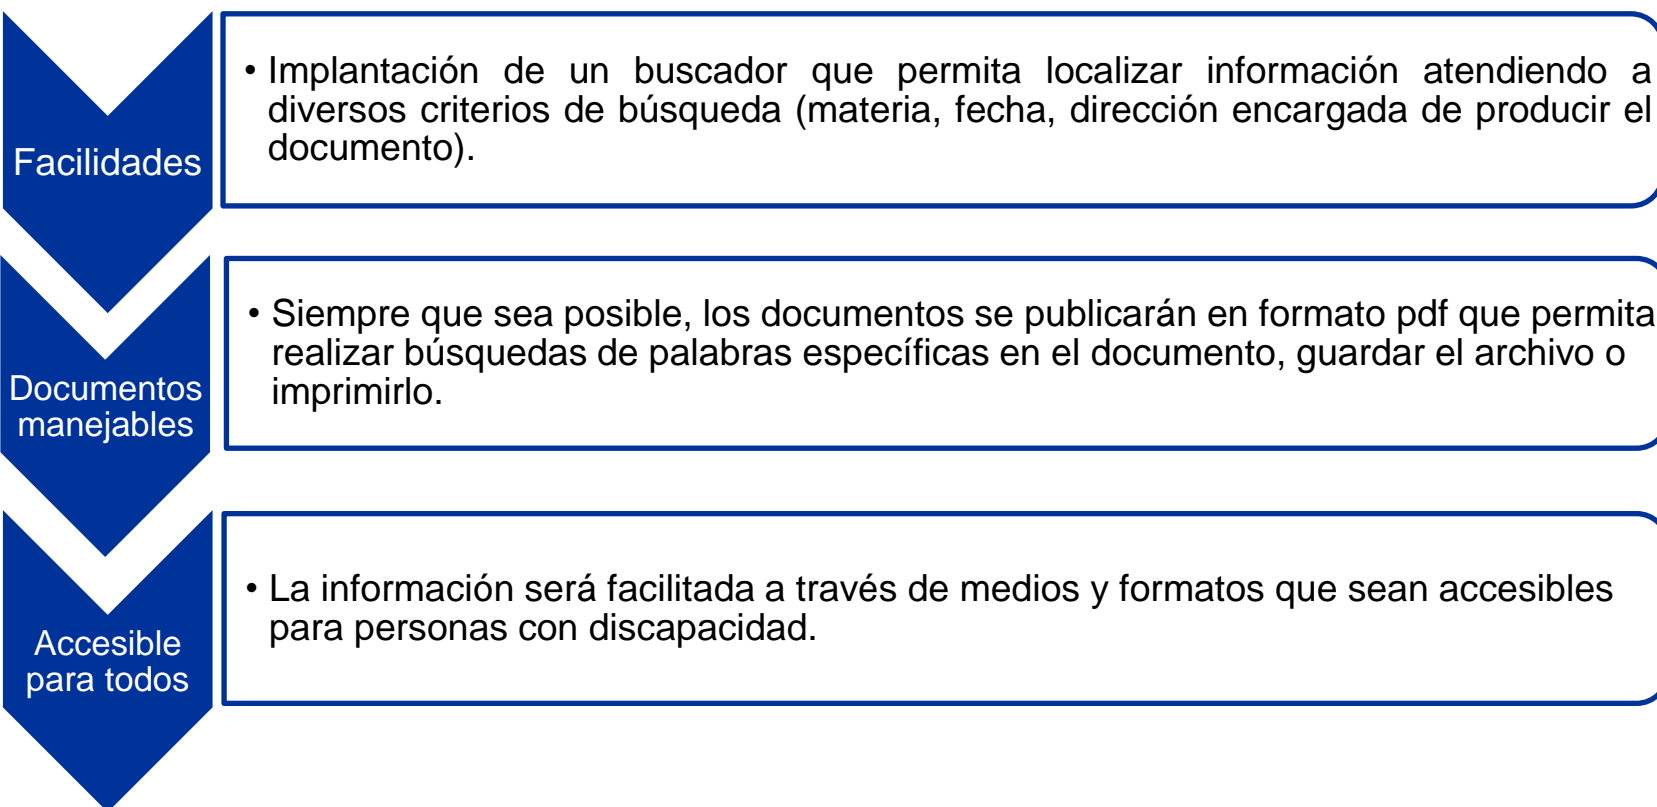 Facilidades
• Implantación de un buscador que permita localizar información atendiendo a
diversos criterios de búsqueda (materia, fecha, dirección encargada de producir el
documento).
Documentos
manejables
• Siempre que sea posible, los documentos se publicarán en formato pdf que permita
realizar búsquedas de palabras específicas en el documento, guardar el archivo o
imprimirlo.
Accesible
para todos
• La información será facilitada a través de medios y formatos que sean accesibles
para personas con discapacidad.